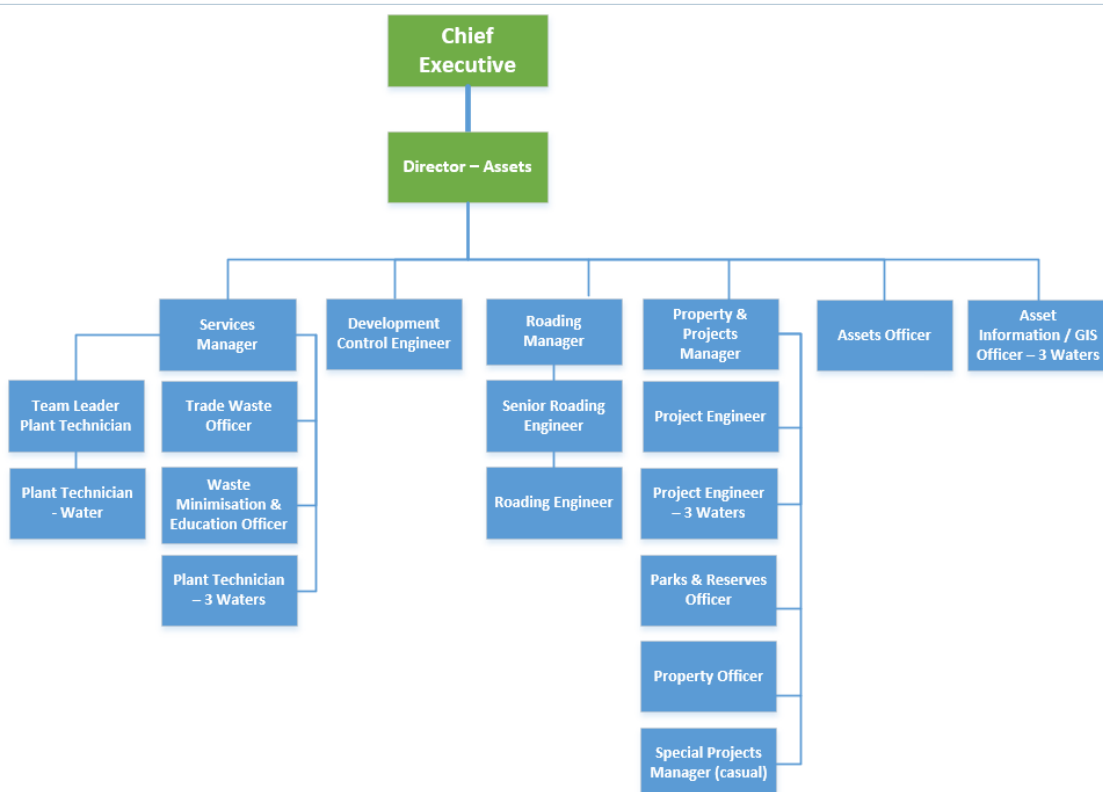 Chief
Executive
Director – Assets
Services
Manager
Development
Control Engineer
Roading
Manager
Property &
Projects
Manager
Assets Officer
Asset
Information / GIS
Officer – 3 Waters
Team Leader
Plant Technician
Trade Waste
Officer
Senior Roading
Engineer
Project Engineer
Plant Technician
- Water
Waste
Minimisation &
Education Officer
Roading Engineer
Project Engineer
– 3 Waters
Plant Technician
– 3 Waters
Parks & Reserves
Officer
Property Officer
Special Projects
Manager (casual)